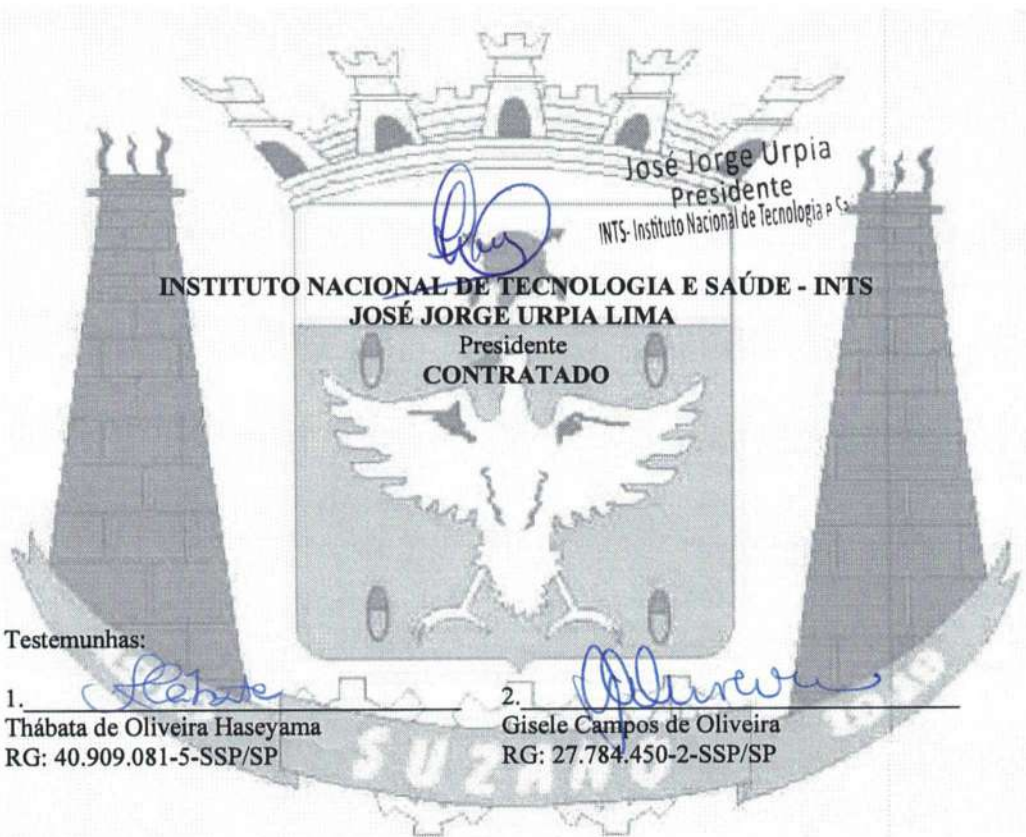 José Jorge Urpia
Presidente
INTS- Instituto Nacional de Tecnologia e
INSTITUTO NACIONAL DE TECNOLOGIA E SAÚDE - INTS
JOSÉ JORGE URPIA LIMA
Presidente
CONTRATADO
Testemunhas:
1. Thábata
2. Oliveira
Thábata de Oliveira Haseyama
Gisele Campos de Oliveira
RG: 40.909.081-5-SSP/SP
RG: 27.784.450-2-SSP/SP
SUZANO